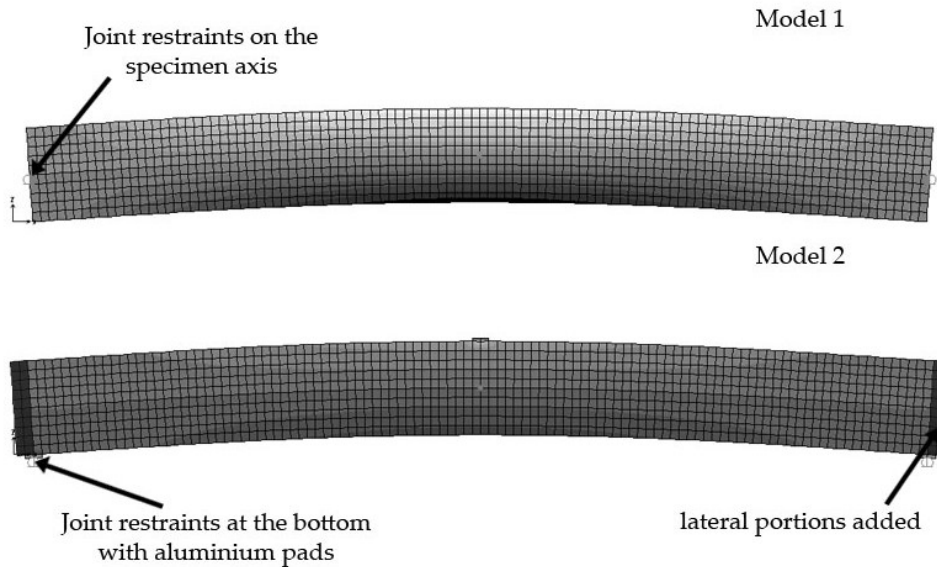 Model 1
Joint restraints on the
specimen axis
Model 2
Joint restraints at the bottom
with aluminium pads
lateral portions added